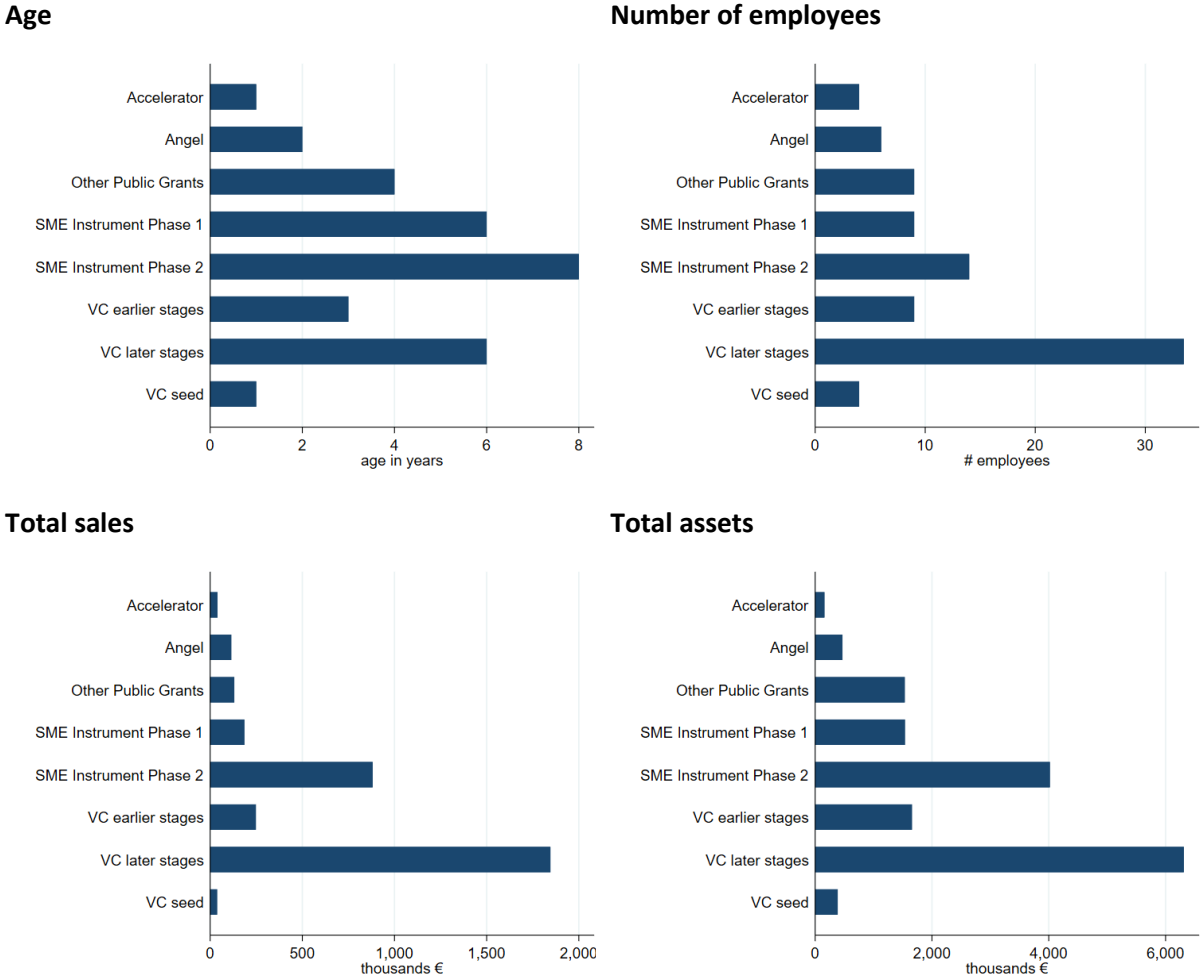 Age
Accelerator
Angel
Other Public Grants
SME Instrument Phase 1
SME Instrument Phase 2
VC earlier stages
VC later stages
VC seed
0 2 4 6 8
age in years
Number of employees
Accelerator
Angel
Other Public Grants
SME Instrument Phase 1
SME Instrument Phase 2
VC earlier stages
VC later stages
VC seed
0 10 20 30
# employees
Total sales
Accelerator
Angel
Other Public Grants
SME Instrument Phase 1
SME Instrument Phase 2
VC earlier stages
VC later stages
VC seed
0 500 1,000 1,500 2,000
thousands €
Total assets
Accelerator
Angel
Other Public Grants
SME Instrument Phase 1
SME Instrument Phase 2
VC earlier stages
VC later stages
VC seed
0 2,000 4,000 6,000
thousands €